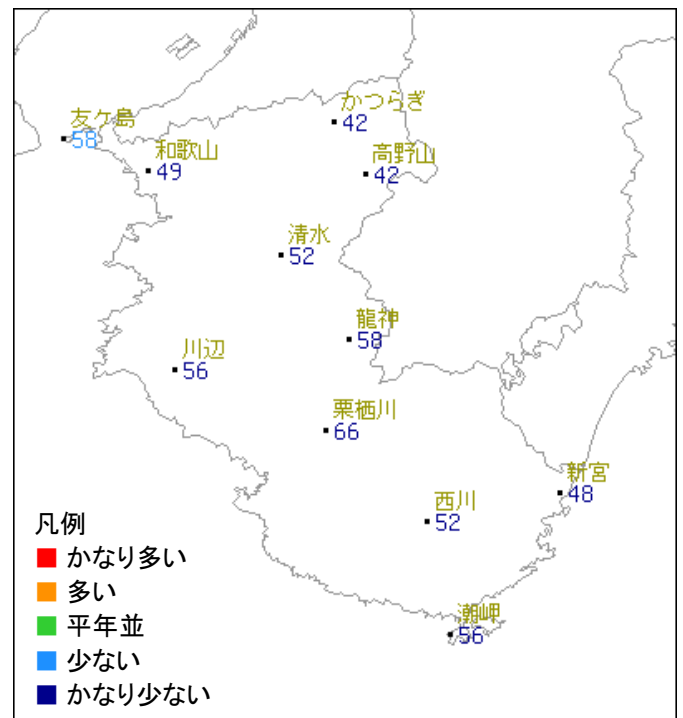 かつらぎ
42
友ケ島
58
和歌山
49
高野山
42
清水
52
龍神
58
川辺
56
栗栖川
66
新宮
48
西川
52
潮岬
56
凡例
かなり多い
多い
平年並
少ない
かなり少ない